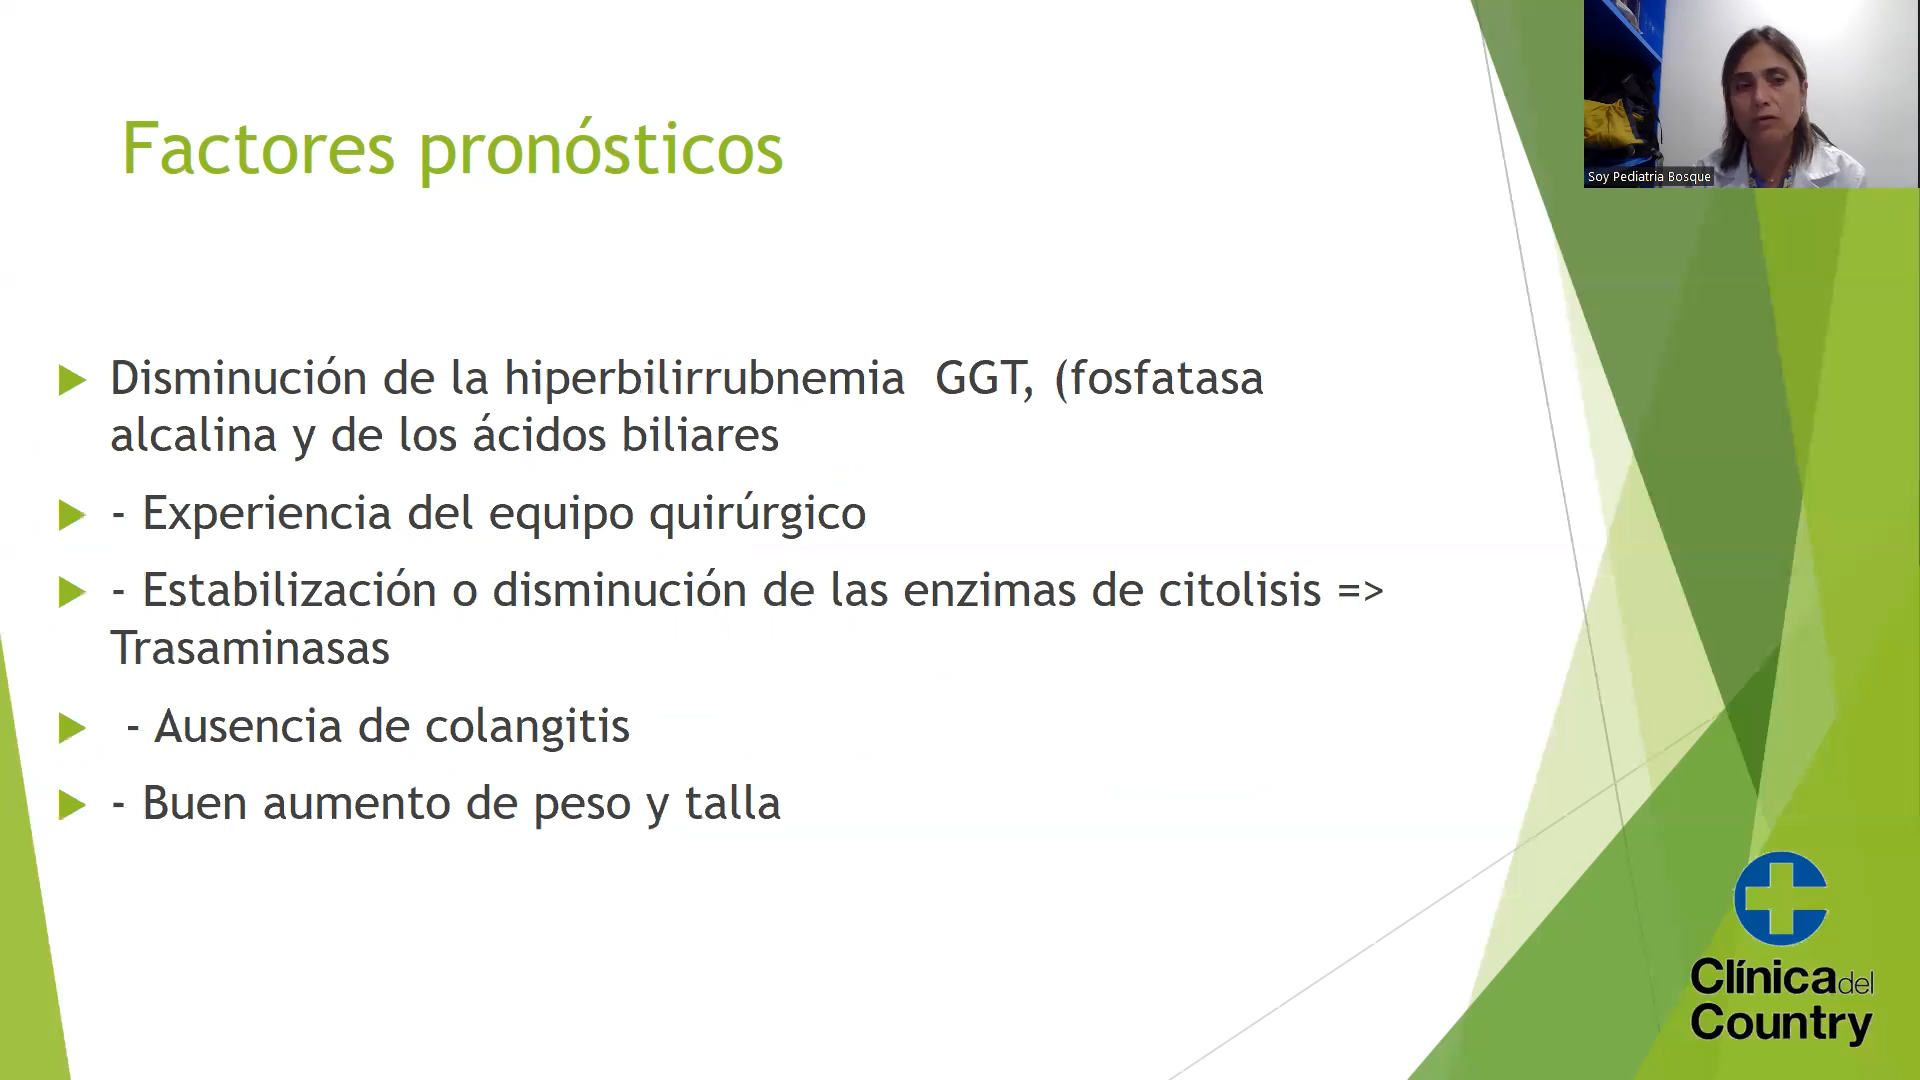 Factores pronósticos
Soy Pediatria Bosque
Disminución de la hiperbilirrubnemia  GGT, (fosfatasa
alcalina y de los ácidos biliares
- Experiencia del equipo quirúrgico
- Estabilización o disminución de las enzimas de citolisis =>
Trasaminasas
- Ausencia de colangitis
- Buen aumento de peso y talla
Clínica del
Country